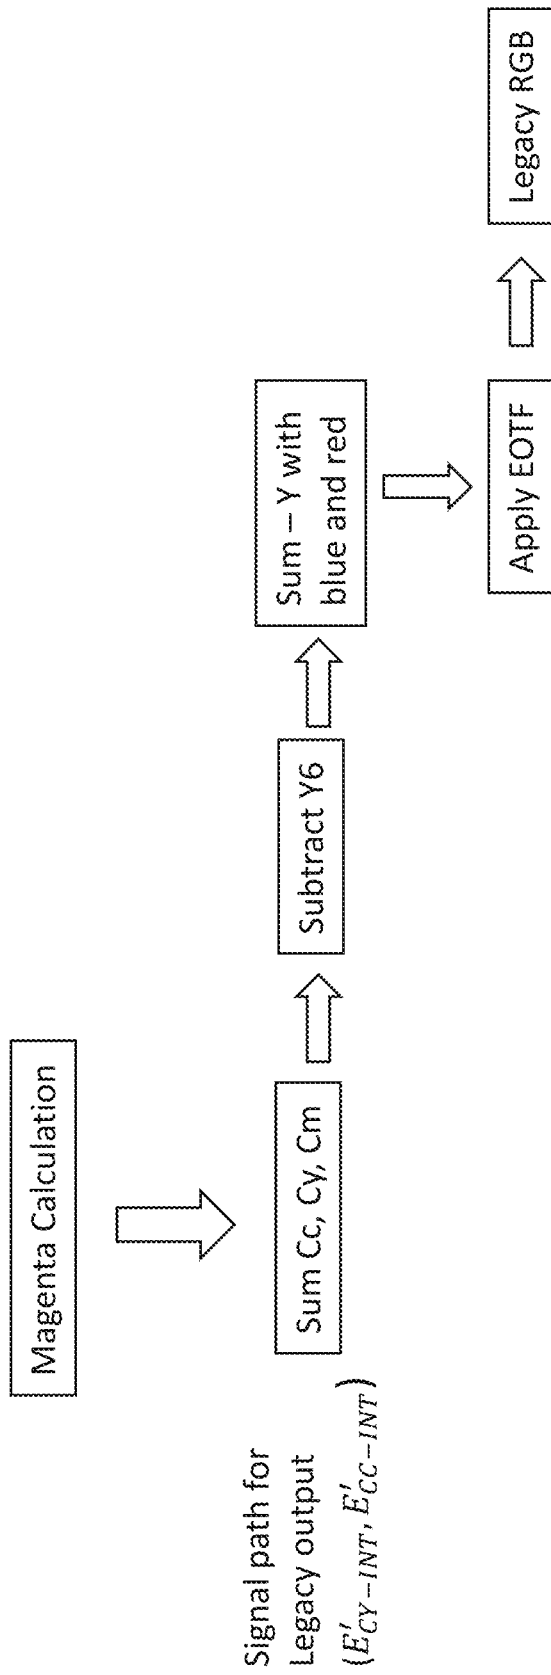 Magenta Calculation
Signal path for
Legacy output
(E'CY−INT, E'CC−INT)
Sum Cc, Cy, Cm
Subtract Y6
Sum – Y with
blue and red
Apply EOTF
Legacy RGB